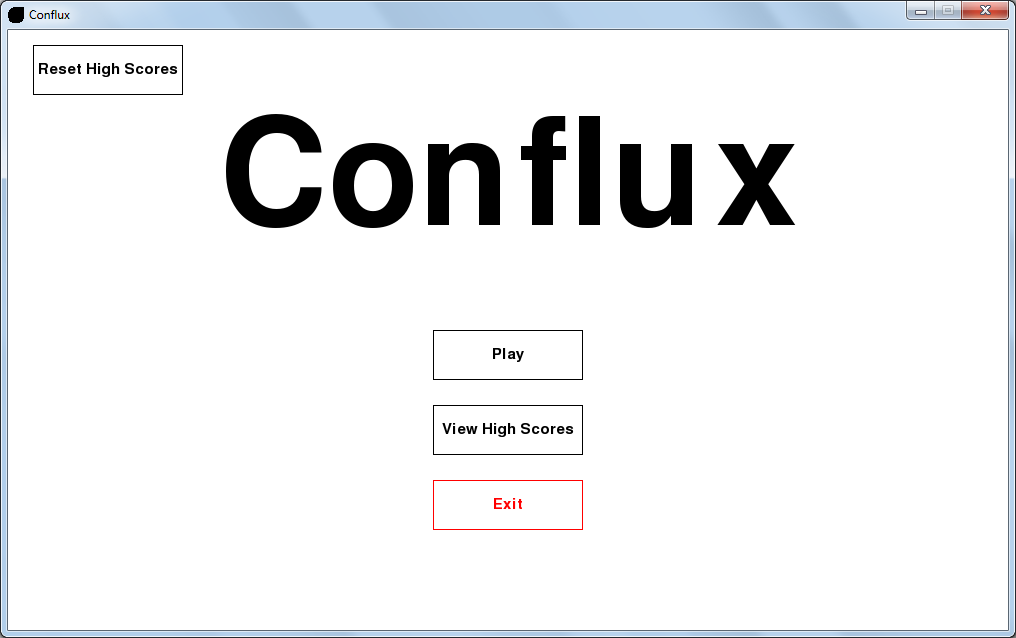 Conflux
Reset High Scores
Conflux
Play
View High Scores
Exit